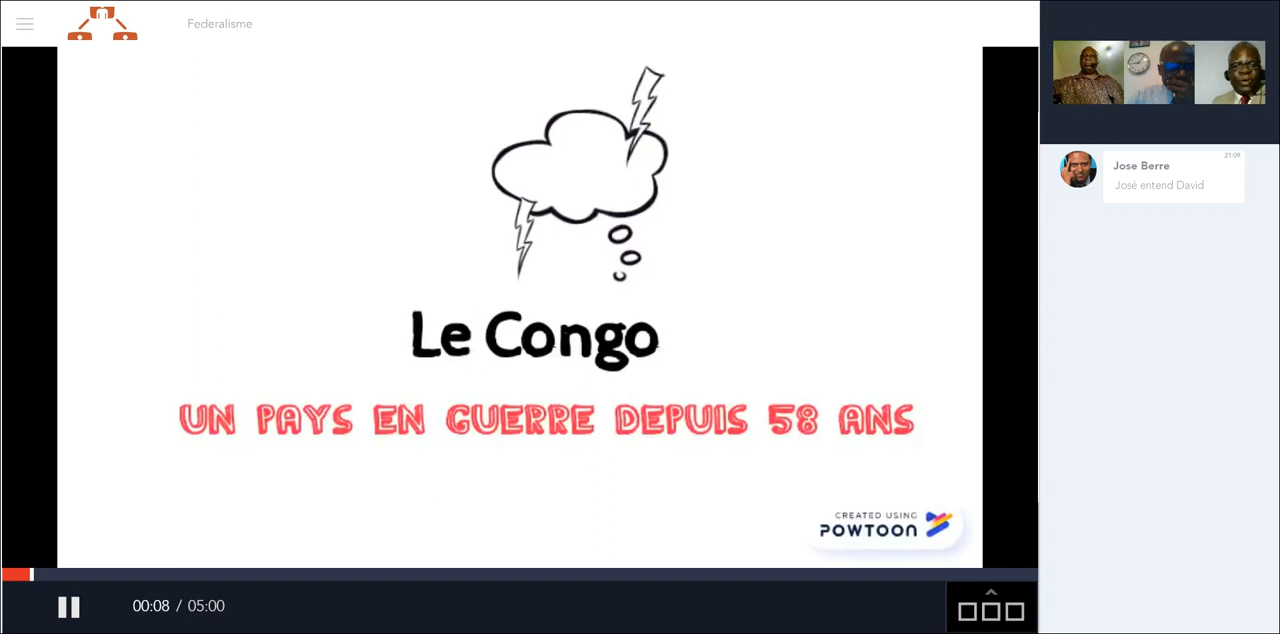 Federalisme
Le Congo
UN PAYS EN GUERRE DEPUIS 58 ANS
CREATED USING
POWTOON
00:08 / 05:00
21:09
Jose Berre
José entend David